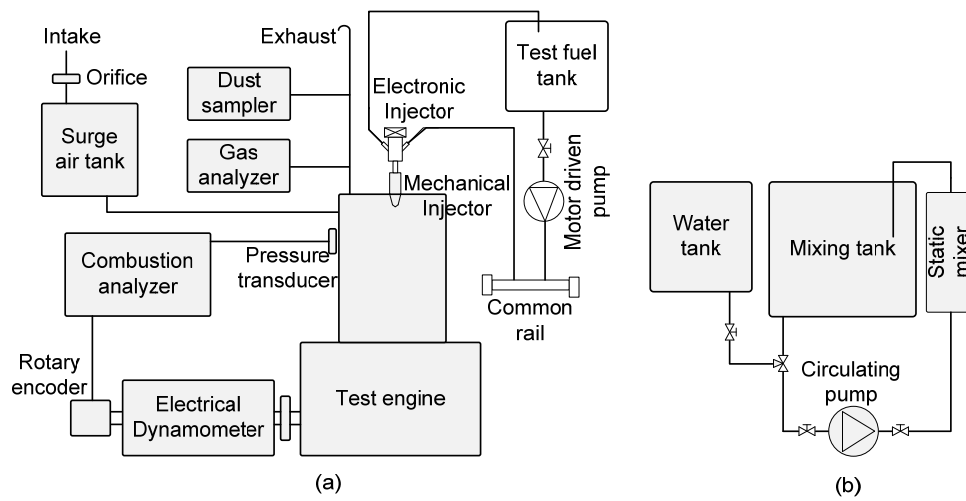 Intake
Orifice
Surge
air tank
Exhaust
Dust
sampler
Gas
analyzer
Electronic
Injector
Mechanical
Injector
Test fuel
tank
Motor driven
pump
Common
rail
Pressure
transducer
Combustion
analyzer
Rotary
encoder
Electrical
Dynamometer
Test engine
(a)
Water
tank
Mixing tank
Static
mixer
Circulating
pump
(b)